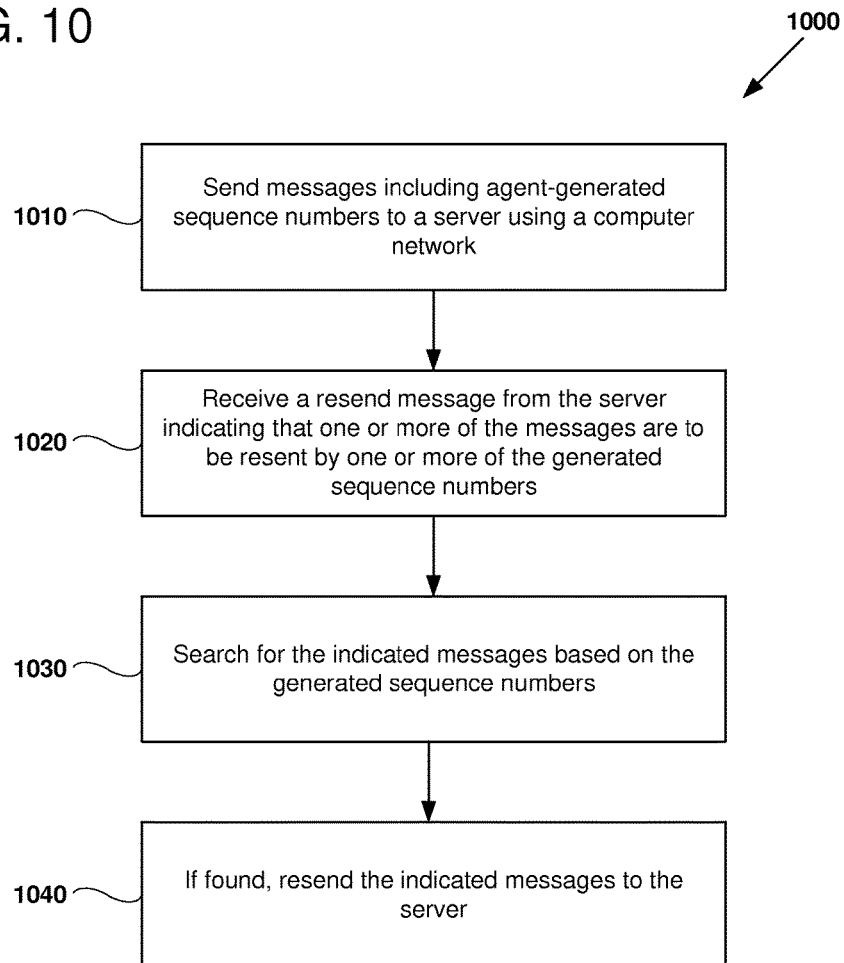 G. 10
1000
Send messages including agent-generated
sequence numbers to a server using a computer
network
1010
Receive a resend message from the server
indicating that one or more of the messages are to
be resent by one or more of the generated
sequence numbers
1020
Search for the indicated messages based on the
generated sequence numbers
1030
If found, resend the indicated messages to the
server
1040